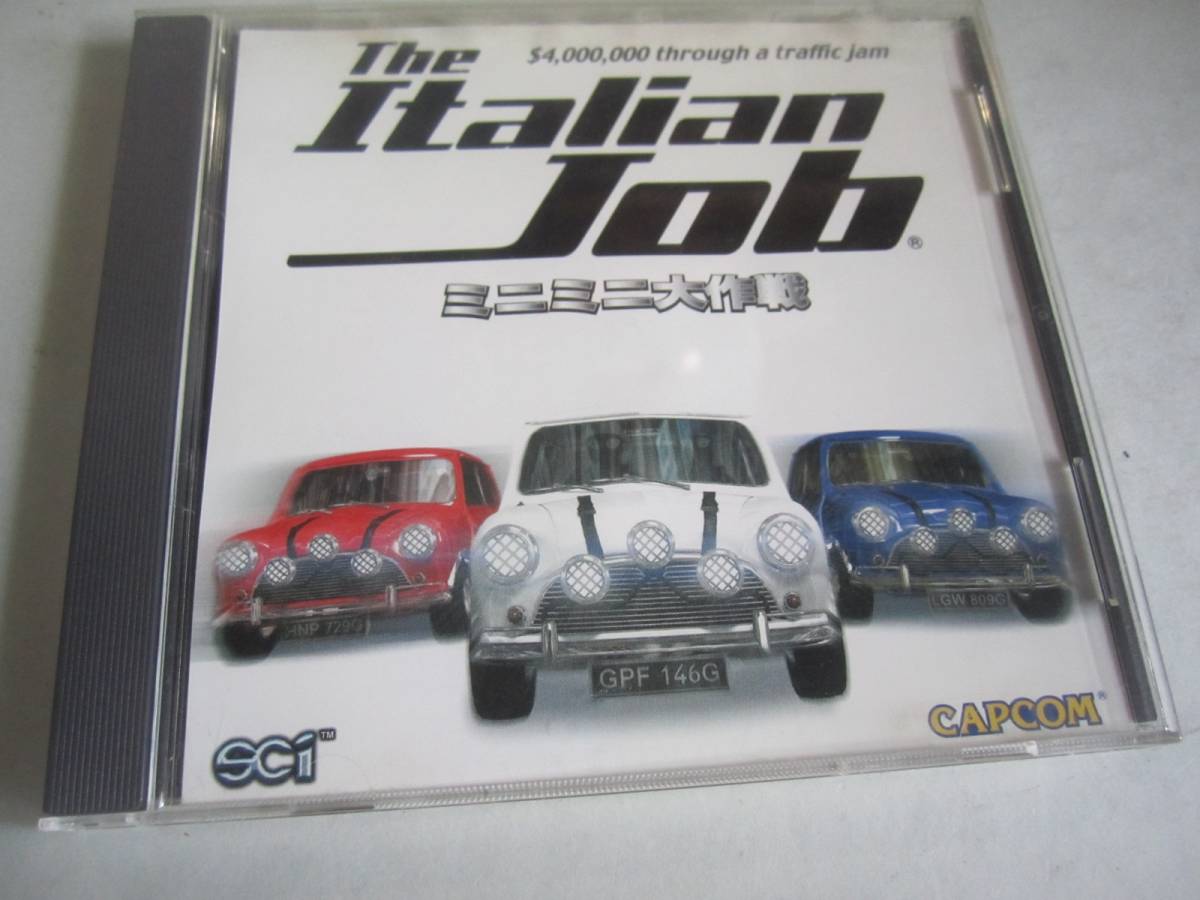 The
$4,000,000 through a traffic jam
Italian
Job®
ミニミニ大作戦
HNP 729G
GPF 146G
LGW 809G
SCi™
CAPCOM®